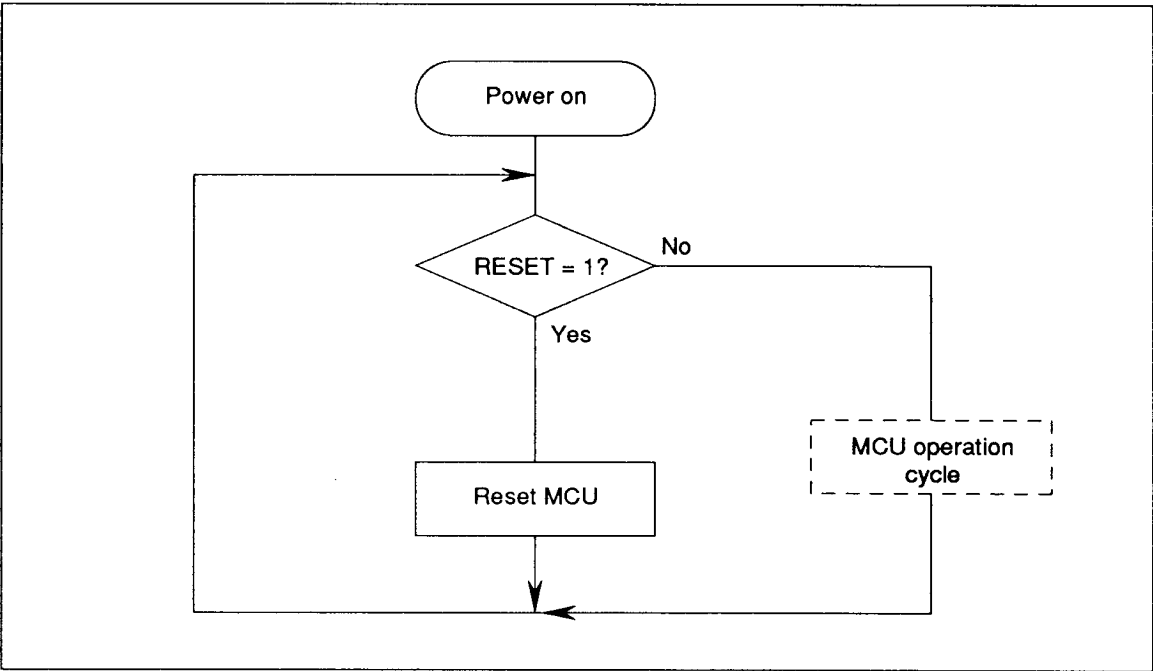 Power on
RESET = 1?
No
Yes
MCU operation
cycle
Reset MCU